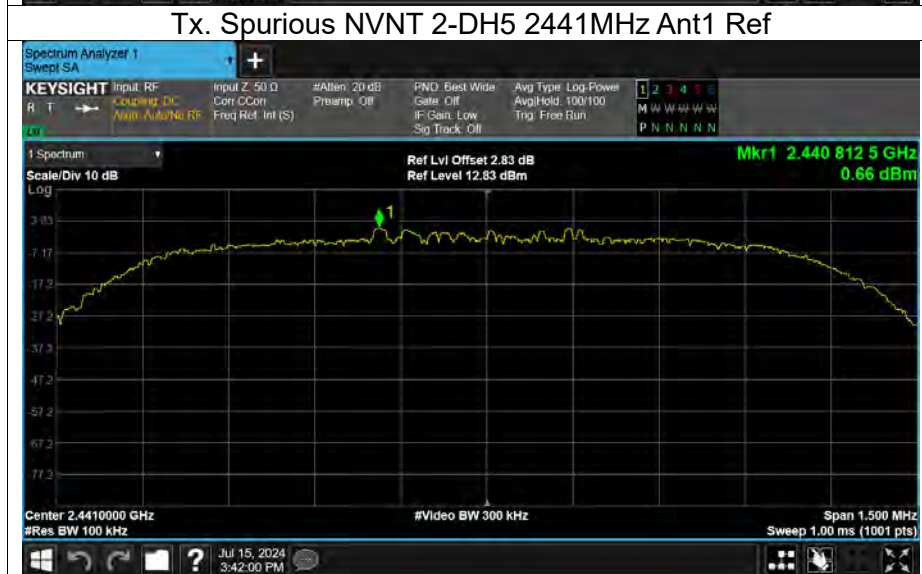 Tx. Spurious NVNT 2-DH5 2441MHz Ant1 Ref
Spectrum Analyzer 1
Swept SA
+
KEYSIGHT
R T
LXI
Input: RF
Coupling: DC
Align: Auto/No RF
Input Z: 50 Ω
Corr CCorr
Freq Ref: Int (S)
#Atten: 20 dB
Preamp: Off
PNO: Best Wide
Gate: Off
IF Gain: Low
Sig Track: Off
Avg Type: Log-Power
Avg|Hold: 100/100
Trig: Free Run
1 2 3 4 5 6
M W W W W W
P N N N N N
1 Spectrum
Scale/Div 10 dB
Log
Ref Lvl Offset 2.83 dB
Ref Level 12.83 dBm
Mkr1 2.440 812 5 GHz
0.66 dBm
1
2.83
-7.17
-17.2
-27.2
-37.2
-47.2
-57.2
-67.2
-77.2
Center 2.4410000 GHz
#Res BW 100 kHz
#Video BW 300 kHz
Span 1.500 MHz
Sweep 1.00 ms (1001 pts)
?
Jul 15, 2024
3:42:00 PM